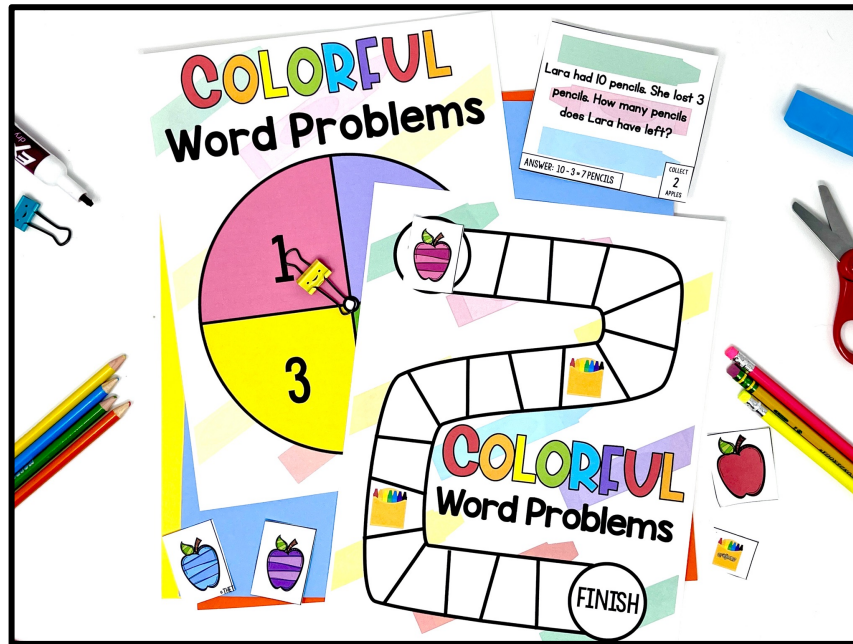 COLORFUL
Word Problems
1
3
Lara had 10 pencils. She lost 3
pencils. How many pencils
does Lara have left?
ANSWER: 10 - 3 = 7 PENCILS
COLLECT
2
APPLES
COLORFUL
Word Problems
FINISH